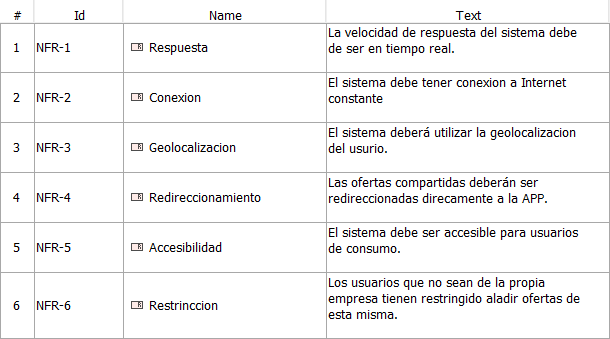 # Id Name Text
1 NFR-1 Respuesta La velocidad de respuesta del sistema debe
de ser en tiempo real.
2 NFR-2 Conexion El sistema debe tener conexion a Internet
constante
3 NFR-3 Geolocalizacion El sistema deberá utilizar la geolocalizacion
del usurio.
4 NFR-4 Redireccionamiento Las ofertas compartidas deberán ser
redireccionadas direcamente a la APP.
5 NFR-5 Accesibilidad El sistema debe ser accesible para usuarios
de consumo.
6 NFR-6 Restrinccion Los usuarios que no sean de la propia
empresa tienen restringido aladir ofertas de
esta misma.